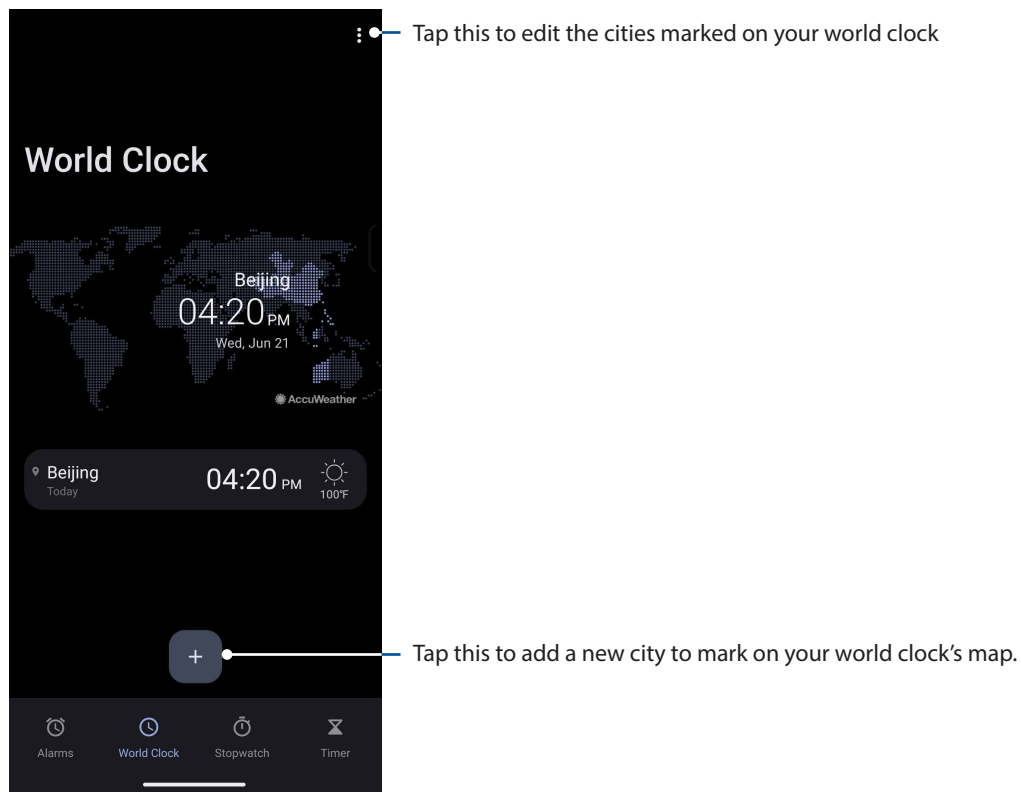 Tap this to edit the cities marked on your world clock
World Clock
Beijing
04:20 PM
Wed, Jun 21
AccuWeather
Beijing
Today
04:20 PM
100°F
+
Tap this to add a new city to mark on your world clock’s map.
Alarms
World Clock
Stopwatch
Timer